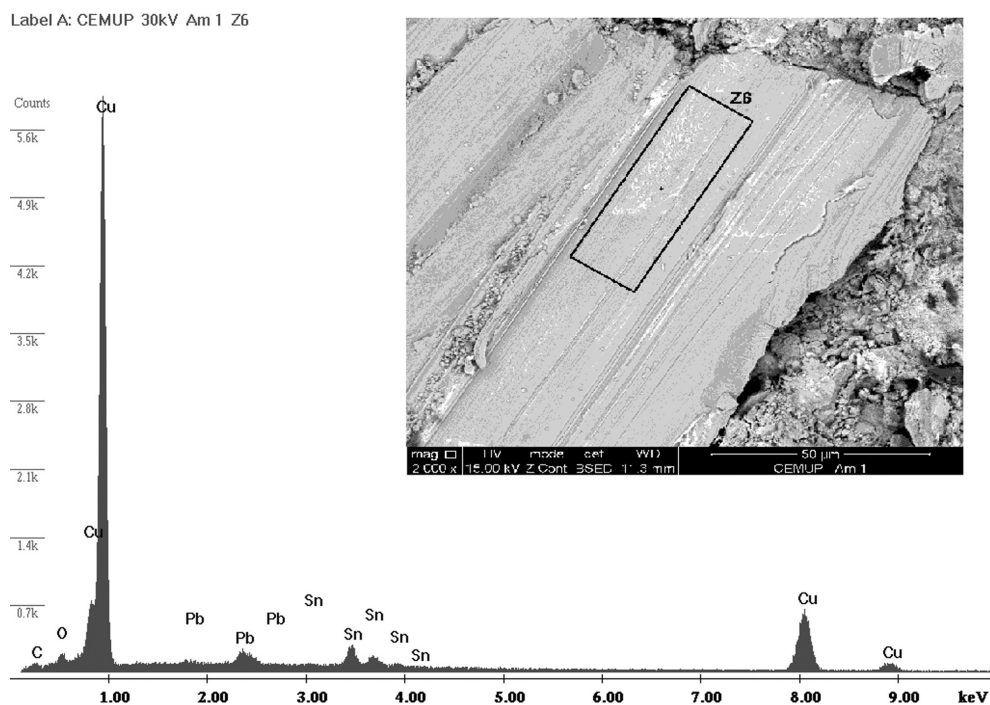 Label A: CEMUP 30kV Am 1 Z6
Counts
5.6k
4.9k
4.2k
3.5k
2.8k
2.1k
1.4k
0.7k
Cu
Cu
C
O
Pb
Pb
Pb
Sn
Sn
Sn
Sn
Sn
Cu
Cu
1.00 2.00 3.00 4.00 5.00 6.00 7.00 8.00 9.00 keV
Z6
mag HV mode det WD
2 000 x 15.00 kV Z Cont BSED 11.3 mm
50 µm
CEMUP Am 1